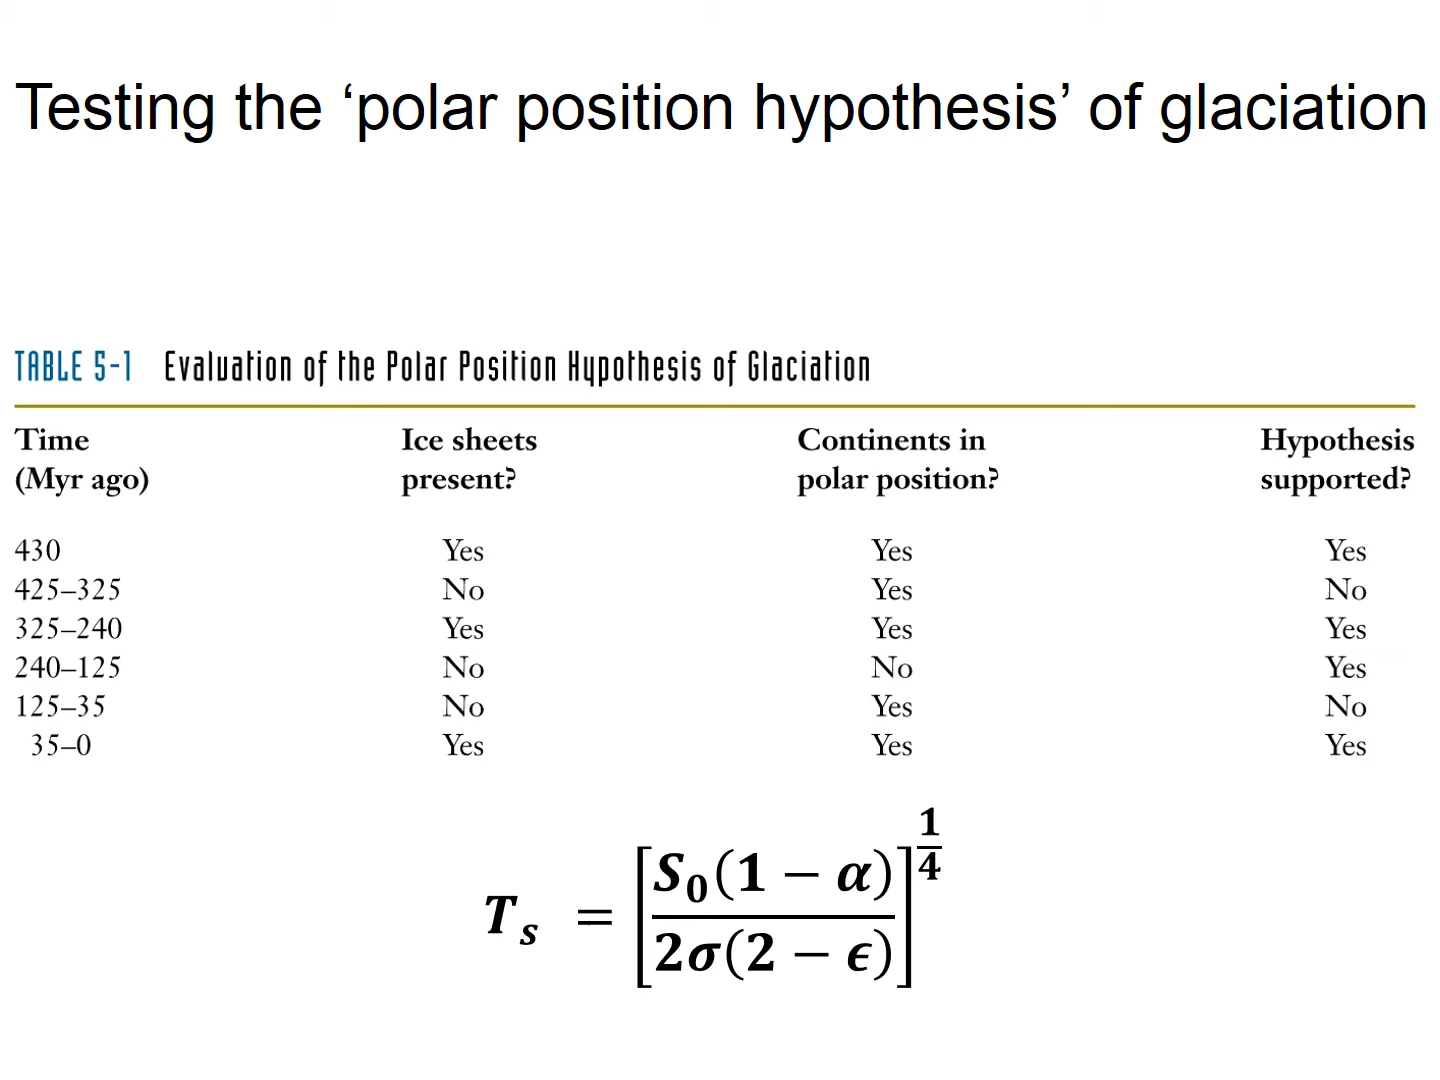 Testing the ‘polar position hypothesis’ of glaciation
TABLE 5-1 Evaluation of the Polar Position Hypothesis of Glaciation
Time Ice sheets Continents in Hypothesis
(Myr ago) present? polar position? supported?
430 Yes Yes Yes
425–325 No Yes No
325–240 Yes Yes Yes
240–125 No No Yes
125–35 No Yes No
35–0 Yes Yes Yes
T_s = [S_0(1 − α) / 2σ(2 − ϵ)]^{1/4}